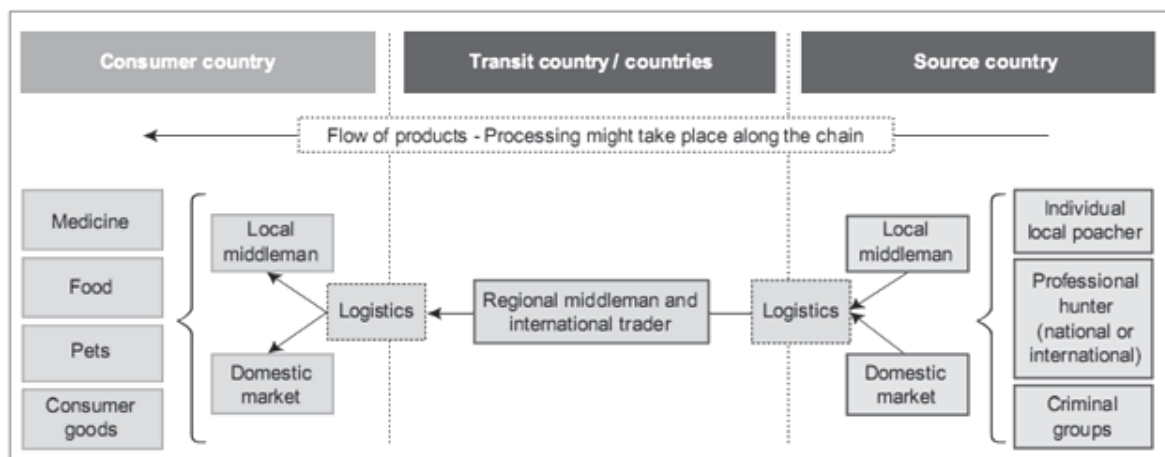 Consumer country
Transit country / countries
Source country
Flow of products - Processing might take place along the chain
Medicine
Food
Pets
Consumer
goods
Local
middleman
Domestic
market
Logistics
Regional middleman and
international trader
Logistics
Local
middleman
Domestic
market
Individual
local poacher
Professional
hunter
(national or
international)
Criminal
groups